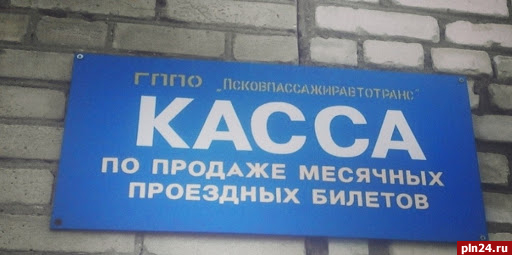 ГППО „Псковпассажиравтотранс"
КАССА
ПО ПРОДАЖЕ МЕСЯЧНЫХ
ПРОЕЗДНЫХ БИЛЕТОВ
pln24.ru